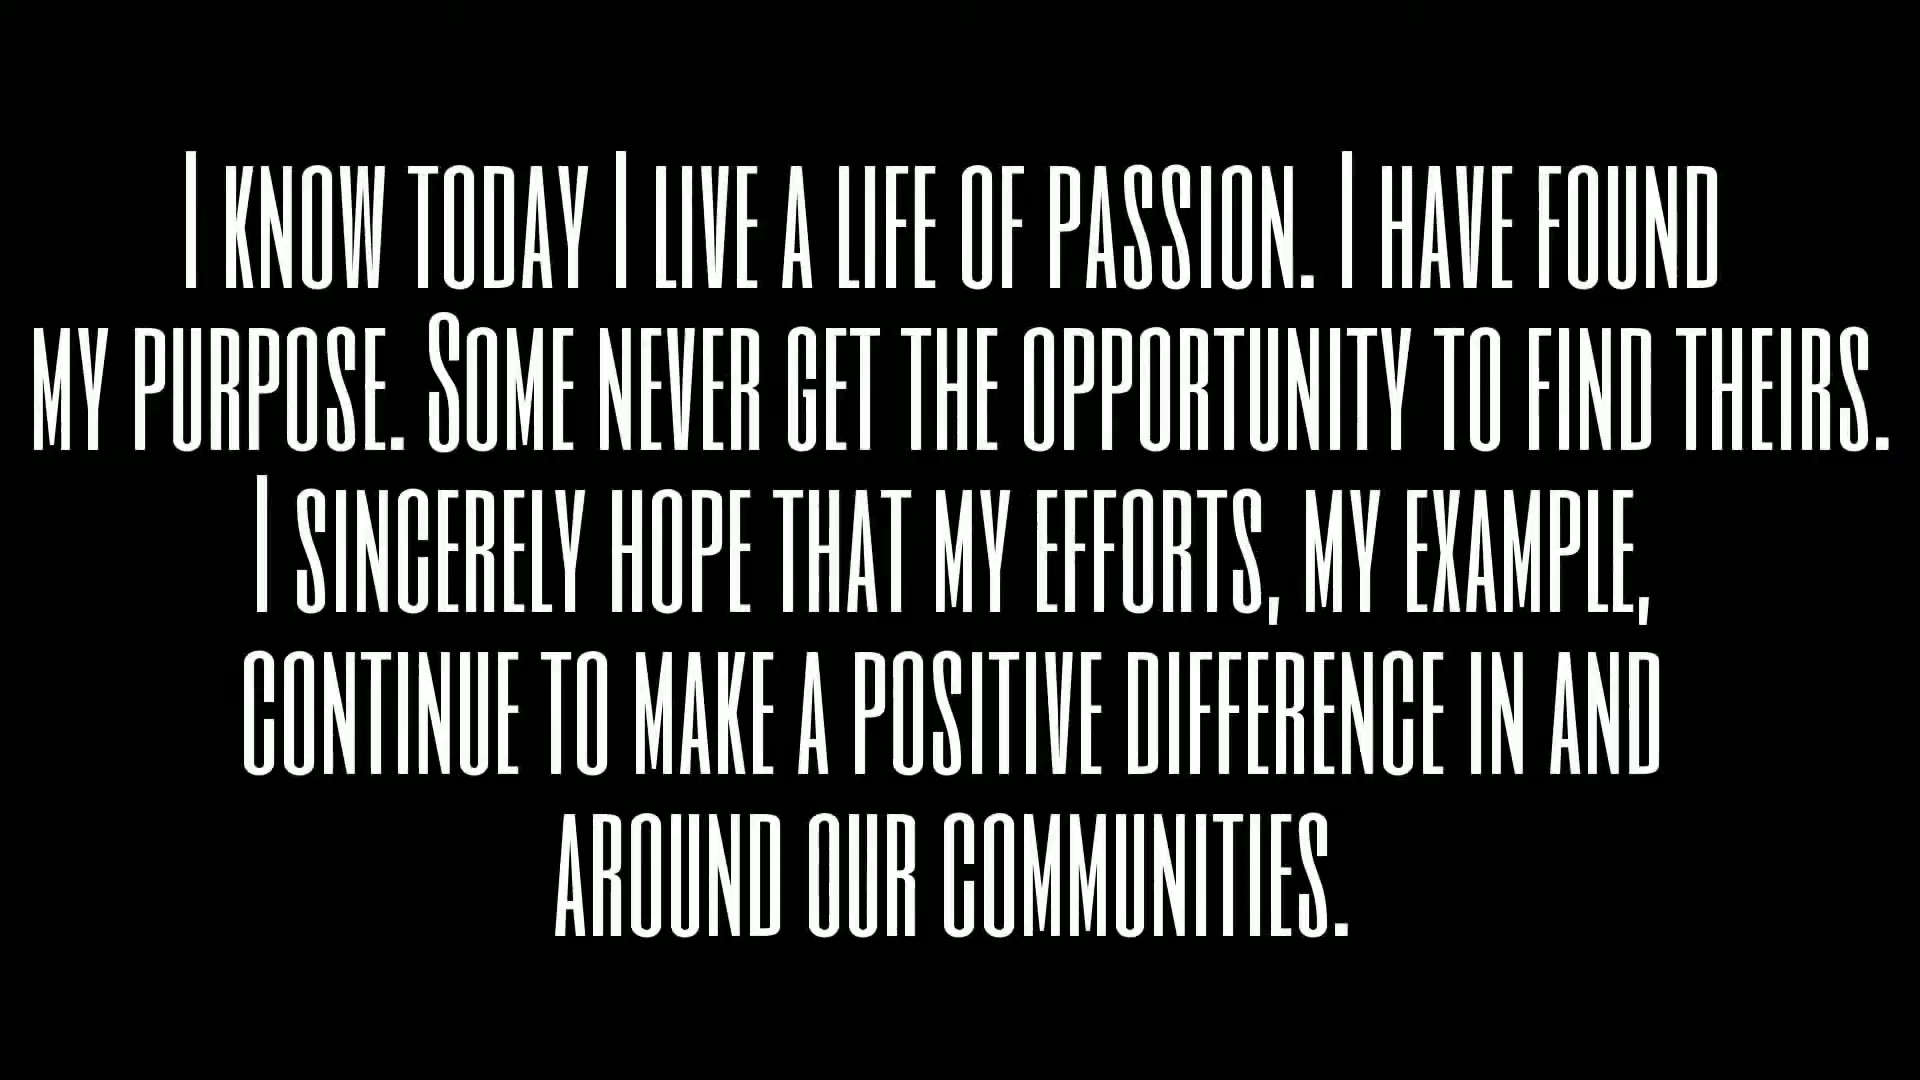 I know today I live a life of passion. I have found
my purpose. Some never get the opportunity to find theirs.
I sincerely hope that my efforts, my example,
continue to make a positive difference in and
around our communities.